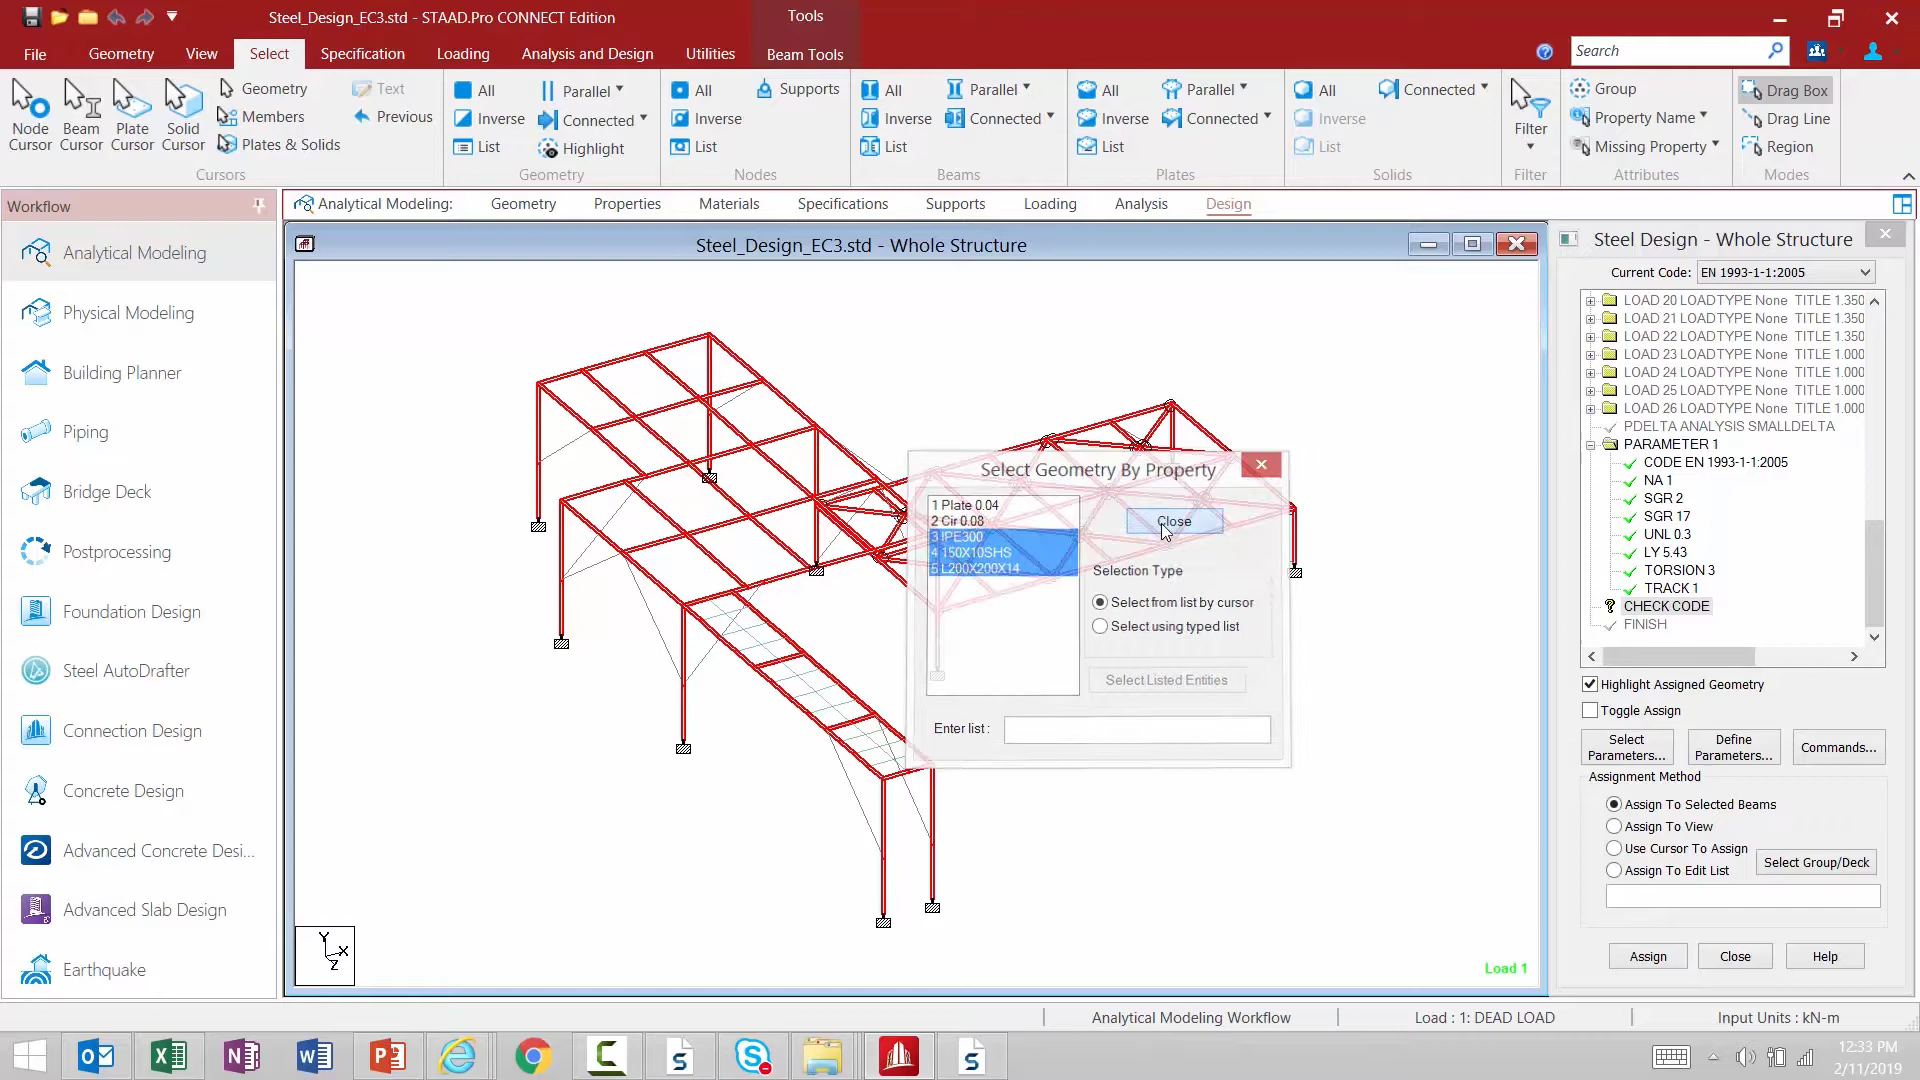 Steel_Design_EC3.std - STAAD.Pro CONNECT Edition
Tools
File
Geometry
View
Select
Specification
Loading
Analysis and Design
Utilities
Beam Tools
Search
Node Cursor
Beam Cursor
Plate Cursor
Solid Cursor
Geometry
Members
Plates & Solids
Text
Previous
Cursors
All
Inverse
List
Parallel
Connected
Highlight
Geometry
All
Inverse
List
Supports
Nodes
All
Inverse
List
Parallel
Connected
Beams
All
Inverse
List
Parallel
Connected
Plates
All
Inverse
List
Connected
Solids
Filter
Filter
Group
Property Name
Missing Property
Attributes
Drag Box
Drag Line
Region
Modes
Workflow
Analytical Modeling
Physical Modeling
Building Planner
Piping
Bridge Deck
Postprocessing
Foundation Design
Steel AutoDrafter
Connection Design
Concrete Design
Advanced Concrete Desi...
Advanced Slab Design
Earthquake
Analytical Modeling:
Geometry
Properties
Materials
Specifications
Supports
Loading
Analysis
Design
Steel_Design_EC3.std - Whole Structure
Select Geometry By Property
1 Plate 0.04
2 Cir 0.08
3 IPE300
4 150X10SHS
5 L200X200X14
Close
Selection Type
Select from list by cursor
Select using typed list
Select Listed Entities
Enter list :
Y
X
Z
Load 1
Steel Design - Whole Structure
Current Code: EN 1993-1-1:2005
LOAD 20 LOADTYPE None TITLE 1.350
LOAD 21 LOADTYPE None TITLE 1.350
LOAD 22 LOADTYPE None TITLE 1.350
LOAD 23 LOADTYPE None TITLE 1.000
LOAD 24 LOADTYPE None TITLE 1.000
LOAD 25 LOADTYPE None TITLE 1.000
LOAD 26 LOADTYPE None TITLE 1.000
PDELTA ANALYSIS SMALLDELTA
PARAMETER 1
CODE EN 1993-1-1:2005
NA 1
SGR 2
SGR 17
UNL 0.3
LY 5.43
TORSION 3
TRACK 1
CHECK CODE
FINISH
Highlight Assigned Geometry
Toggle Assign
Select Parameters...
Define Parameters...
Commands...
Assignment Method
Assign To Selected Beams
Assign To View
Use Cursor To Assign
Assign To Edit List
Select Group/Deck
Assign
Close
Help
Analytical Modeling Workflow
Load : 1: DEAD LOAD
Input Units : kN-m
12:33 PM
2/11/2019